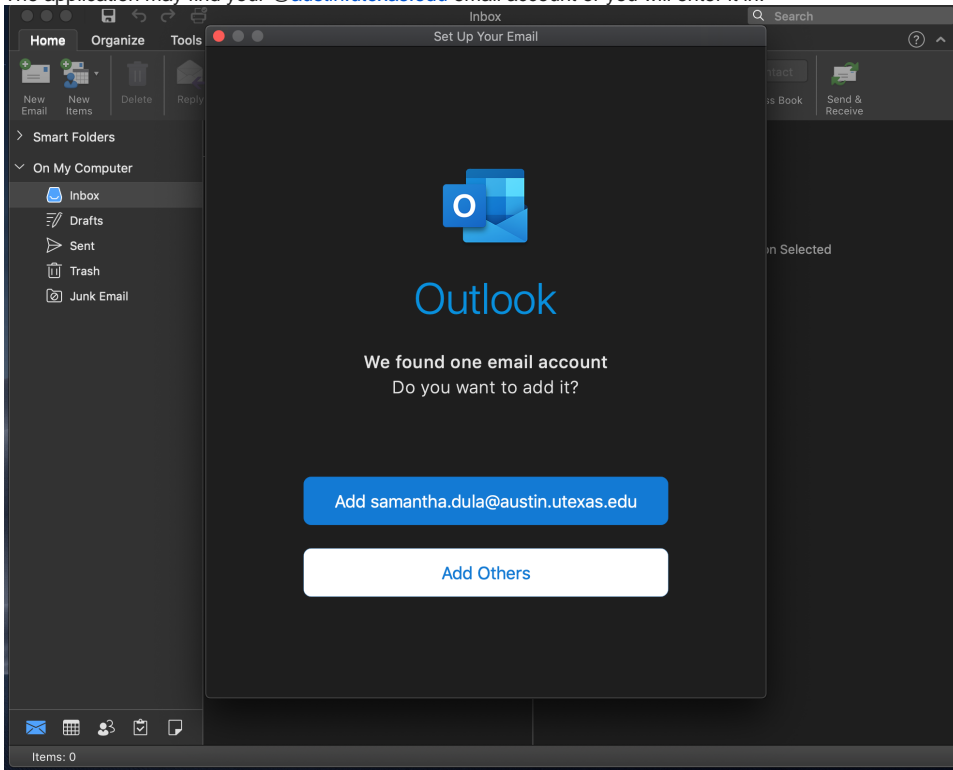 The application may find your @austin.utexas.edu email account or you will enter it in.
Inbox
Search
Home Organize Tools
Set Up Your Email
New Email
New Items
Delete
Reply
ntact
ss Book
Send & Receive
Smart Folders
On My Computer
Inbox
Drafts
Sent
Trash
Junk Email
on Selected
O
Outlook
We found one email account
Do you want to add it?
Add samantha.dula@austin.utexas.edu
Add Others
Items: 0